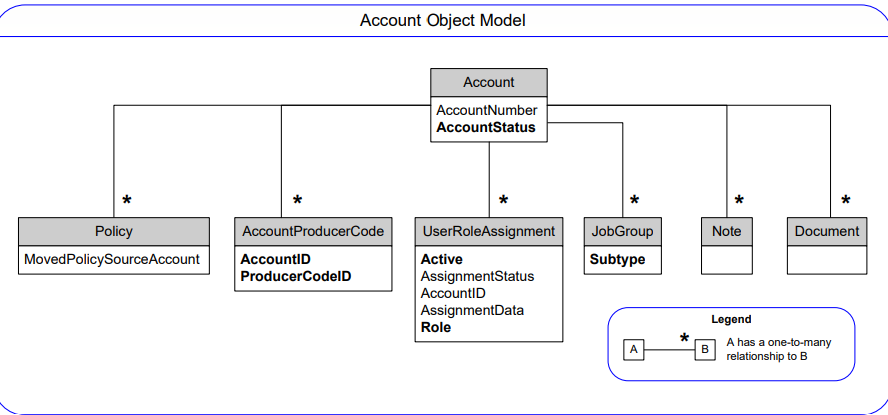 Account Object Model
Account
AccountNumber
AccountStatus
*
*
*
*
*
*
Policy
MovedPolicySourceAccount
AccountProducerCode
AccountID
ProducerCodeID
UserRoleAssignment
Active
AssignmentStatus
AccountID
AssignmentData
Role
JobGroup
Subtype
Note
Document
Legend
A
*
B
A has a one-to-many
relationship to B